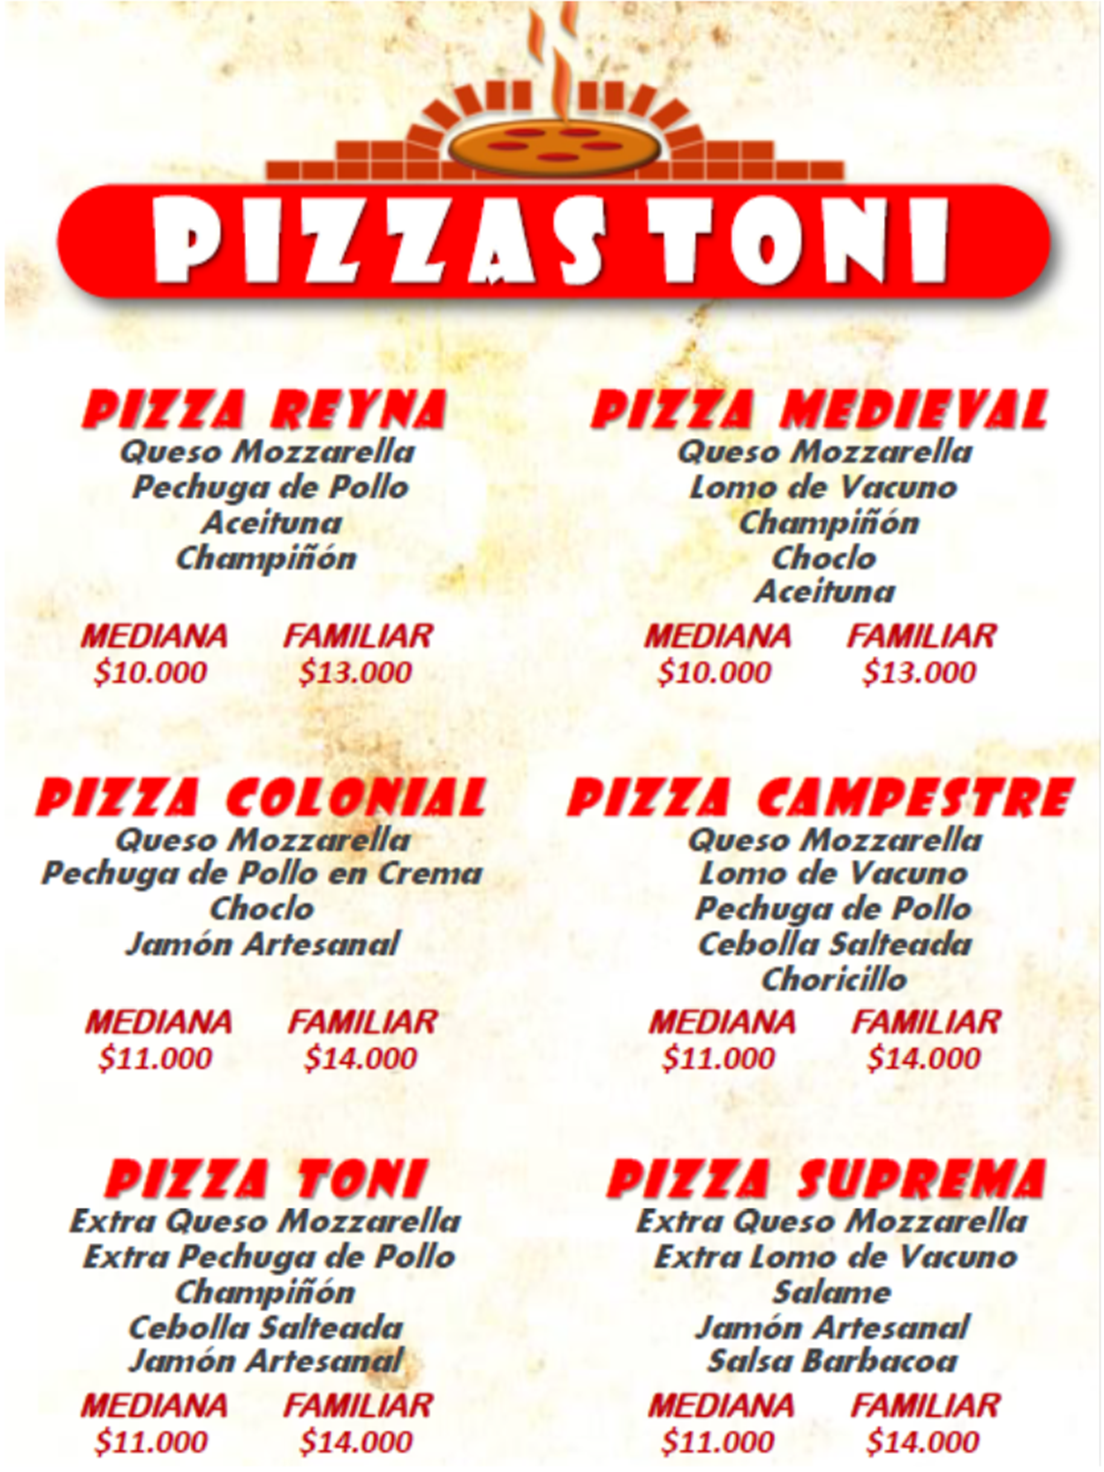 PIZZAS TONI
PIZZA REYNA
Queso Mozzarella
Pechuga de Pollo
Aceituna
Champiñón
MEDIANA FAMILIAR
$10.000 $13.000
PIZZA MEDIEVAL
Queso Mozzarella
Lomo de Vacuno
Champiñón
Choclo
Aceituna
MEDIANA FAMILIAR
$10.000 $13.000
PIZZA COLONIAL
Queso Mozzarella
Pechuga de Pollo en Crema
Choclo
Jamón Artesanal
MEDIANA FAMILIAR
$11.000 $14.000
PIZZA CAMPESTRE
Queso Mozzarella
Lomo de Vacuno
Pechuga de Pollo
Cebolla Salteada
Choricillo
MEDIANA FAMILIAR
$11.000 $14.000
PIZZA TONI
Extra Queso Mozzarella
Extra Pechuga de Pollo
Champiñón
Cebolla Salteada
Jamón Artesanal
MEDIANA FAMILIAR
$11.000 $14.000
PIZZA SUPREMA
Extra Queso Mozzarella
Extra Lomo de Vacuno
Salame
Jamón Artesanal
Salsa Barbacoa
MEDIANA FAMILIAR
$11.000 $14.000